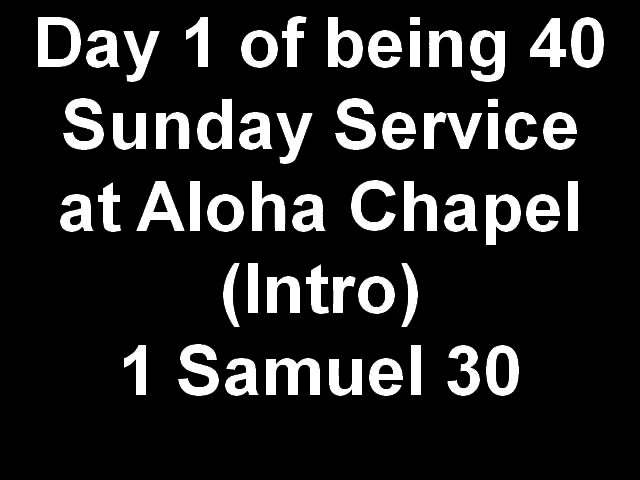 Day 1 of being 40
Sunday Service
at Aloha Chapel
(Intro)
1 Samuel 30